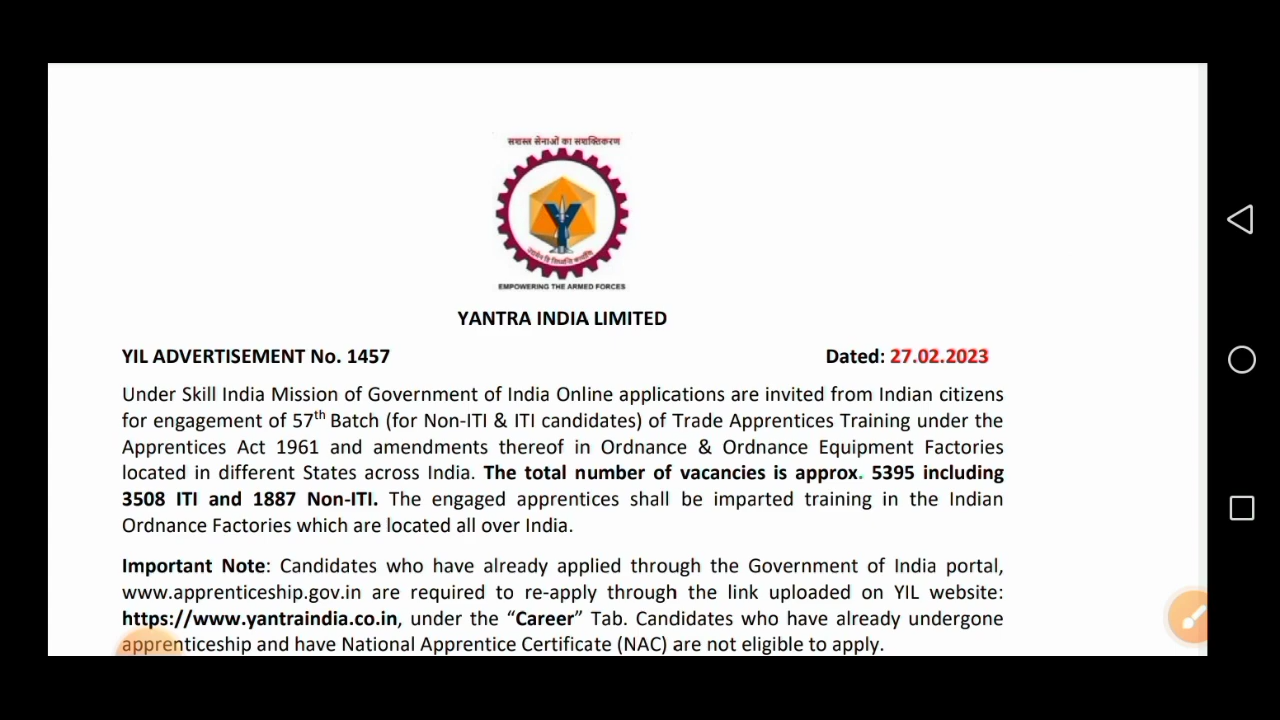 सशस्त्र सेनाओं का सशक्तिकरण
EMPOWERING THE ARMED FORCES
YANTRA INDIA LIMITED
YIL ADVERTISEMENT No. 1457 Dated: 27.02.2023
Under Skill India Mission of Government of India Online applications are invited from Indian citizens
for engagement of 57th Batch (for Non-ITI & ITI candidates) of Trade Apprentices Training under the
Apprentices Act 1961 and amendments thereof in Ordnance & Ordnance Equipment Factories
located in different States across India. The total number of vacancies is approx. 5395 including
3508 ITI and 1887 Non-ITI. The engaged apprentices shall be imparted training in the Indian
Ordnance Factories which are located all over India.
Important Note: Candidates who have already applied through the Government of India portal,
www.apprenticeship.gov.in are required to re-apply through the link uploaded on YIL website:
https://www.yantraindia.co.in, under the “Career” Tab. Candidates who have already undergone
apprenticeship and have National Apprentice Certificate (NAC) are not eligible to apply.